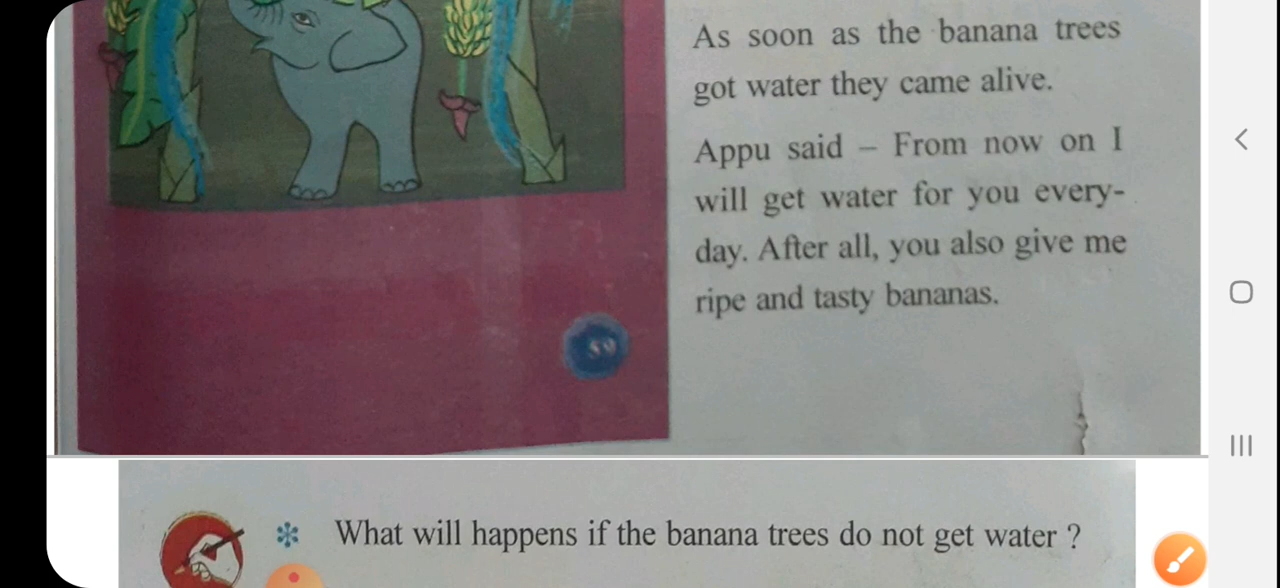 As soon as the banana trees
got water they came alive.
Appu said – From now on I
will get water for you every-
day. After all, you also give me
ripe and tasty bananas.
What will happens if the banana trees do not get water ?